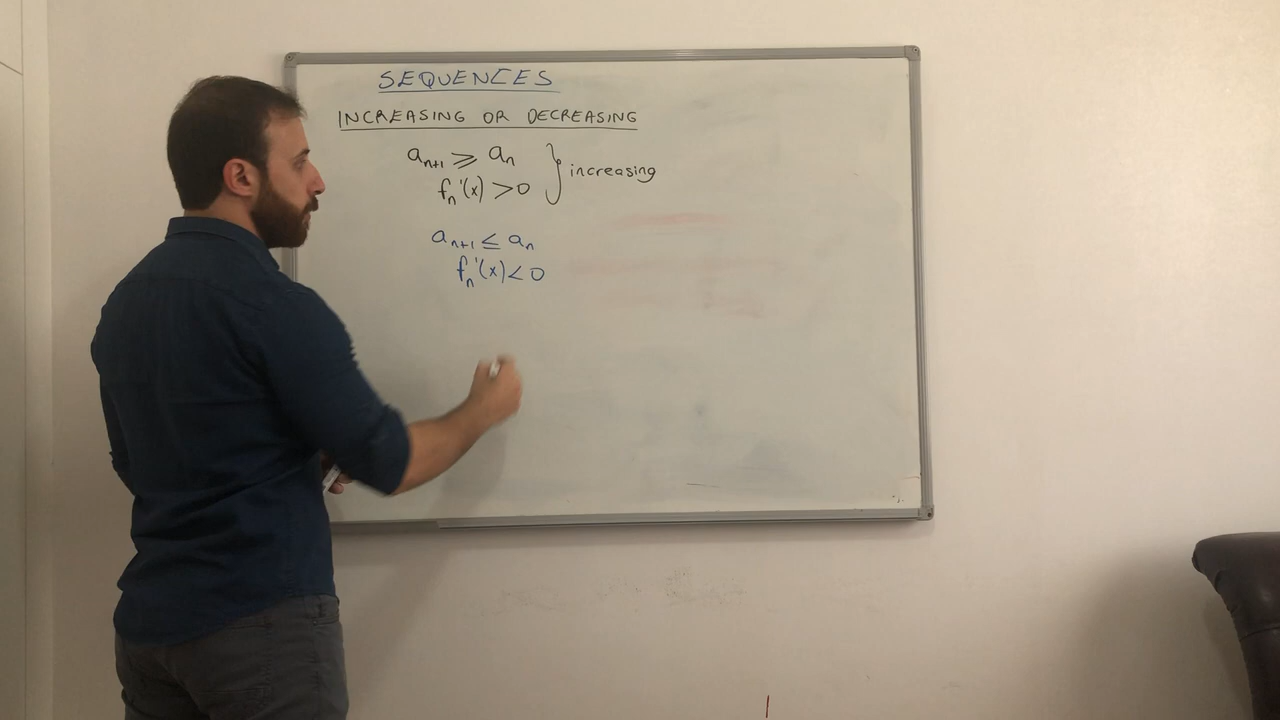 SEQUENCES
INCREASING OR DECREASING
aₙ₊₁ ⩾ aₙ
fₙ'(x) > 0
} increasing
aₙ₊₁ ≤ aₙ
fₙ'(x) < 0